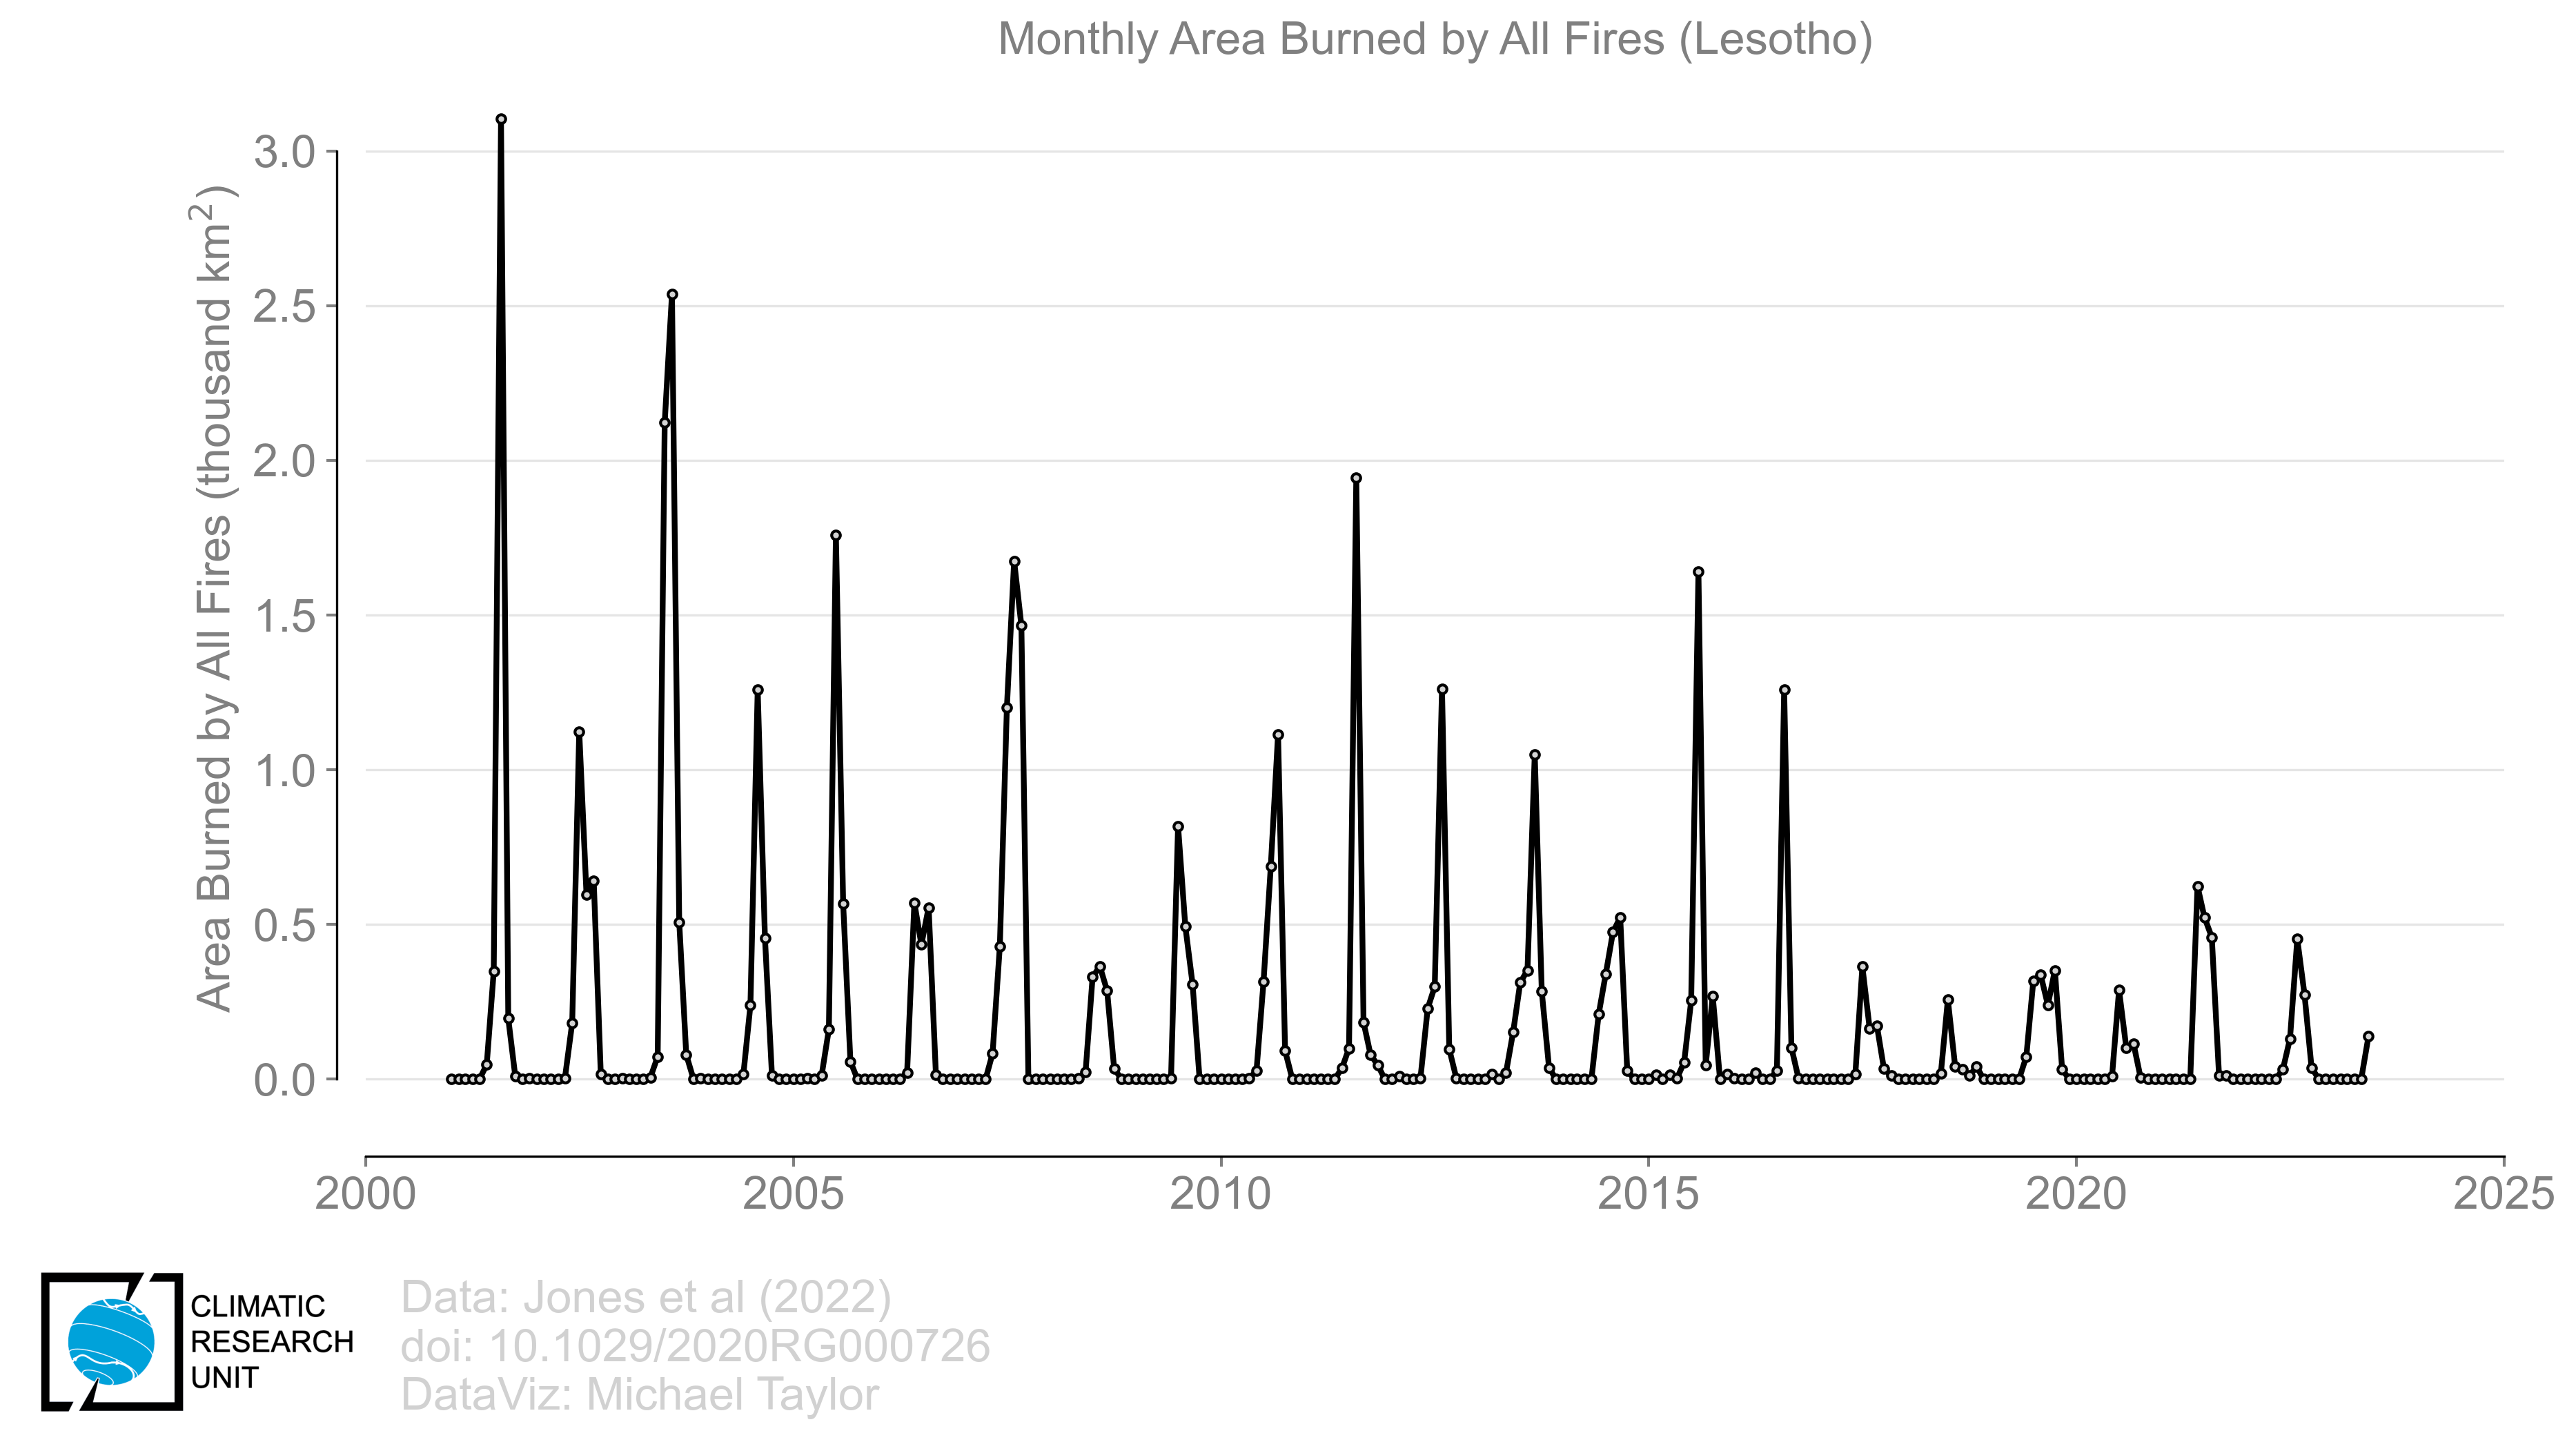 Monthly Area Burned by All Fires (Lesotho)
Area Burned by All Fires (thousand km²)
3.0
2.5
2.0
1.5
1.0
0.5
0.0
2000 2005 2010 2015 2020 2025
CLIMATIC
RESEARCH
UNIT
Data: Jones et al (2022)
doi: 10.1029/2020RG000726
DataViz: Michael Taylor